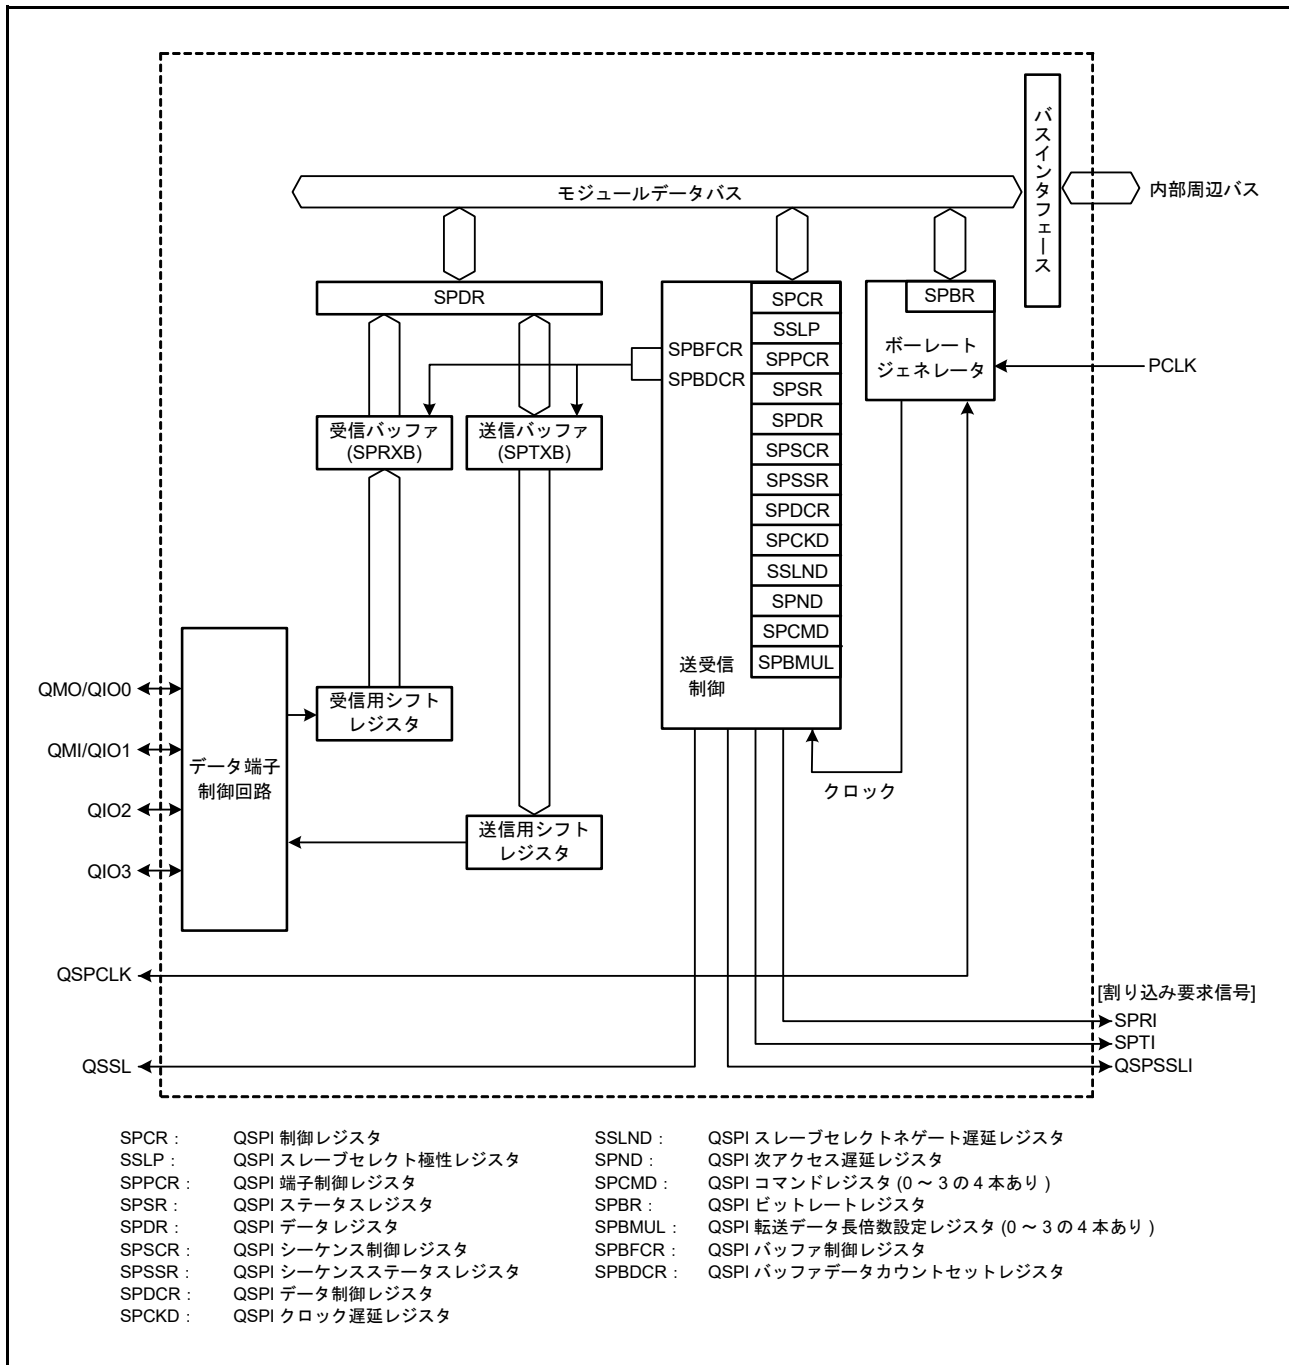 バスインタフェース
モジュールデータバス
内部周辺バス
SPDR
SPCR
SSLP
SPPCR
SPSR
SPDR
SPSCR
SPSSR
SPDCR
SPCKD
SSLND
SPND
SPCMD
SPBMUL
SPBR
ボーレート
ジェネレータ
PCLK
SPBFCR
SPBDCR
受信バッファ
(SPRXB)
送信バッファ
(SPTXB)
送受信
制御
QMO/QIO0
QMI/QIO1
QIO2
QIO3
データ端子
制御回路
受信用シフト
レジスタ
送信用シフト
レジスタ
クロック
QSPCLK
QSSL
[割り込み要求信号]
SPRI
SPTI
QSPSSLI
SPCR : QSPI 制御レジスタ
SSLP : QSPI スレーブセレクト極性レジスタ
SPPCR : QSPI 端子制御レジスタ
SPSR : QSPI ステータスレジスタ
SPDR : QSPI データレジスタ
SPSCR : QSPI シーケンス制御レジスタ
SPSSR : QSPI シーケンスステータスレジスタ
SPDCR : QSPI データ制御レジスタ
SPCKD : QSPI クロック遅延レジスタ
SSLND : QSPI スレーブセレクトネゲート遅延レジスタ
SPND : QSPI 次アクセス遅延レジスタ
SPCMD : QSPI コマンドレジスタ (0 ~ 3 の 4 本あり )
SPBR : QSPI ビットレートレジスタ
SPBMUL : QSPI 転送データ長倍数設定レジスタ (0 ~ 3 の 4 本あり )
SPBFCR : QSPI バッファ制御レジスタ
SPBDCR : QSPI バッファデータカウントセットレジスタ